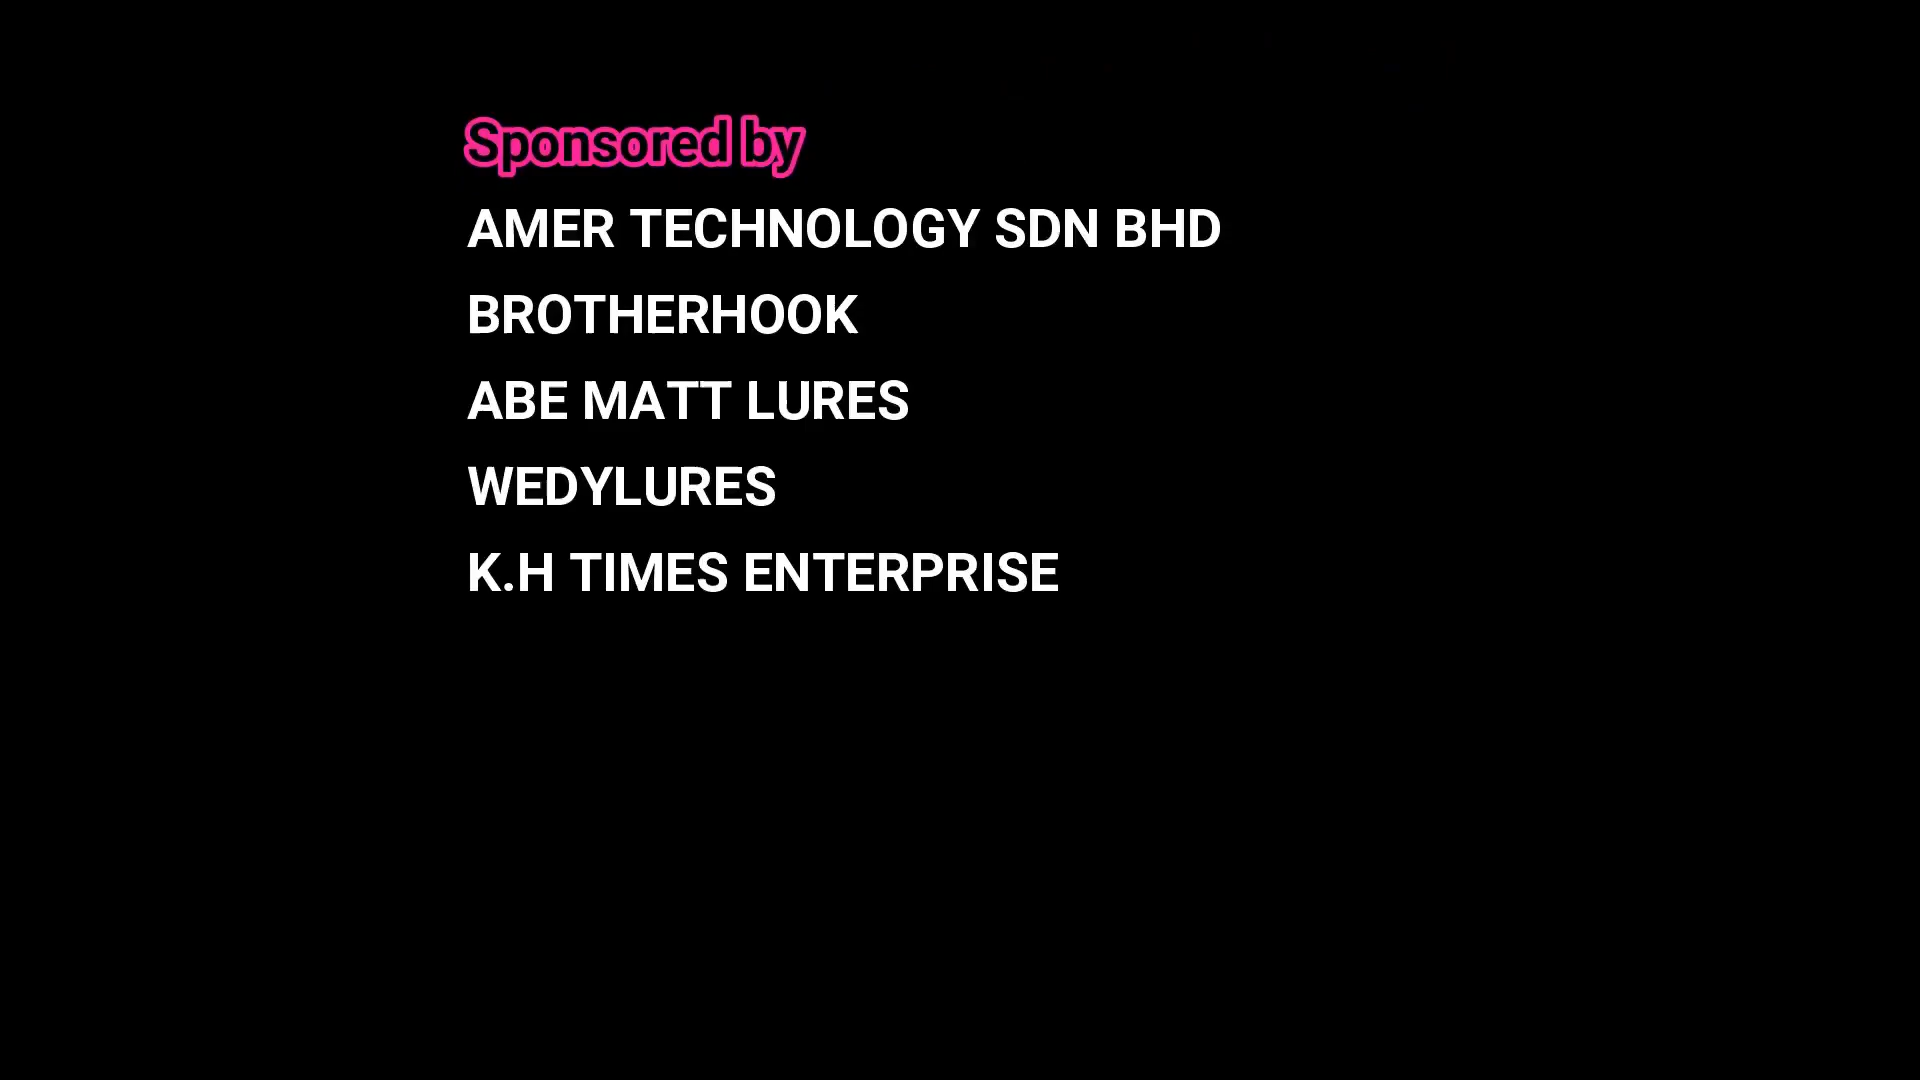 Sponsored by
AMER TECHNOLOGY SDN BHD
BROTHERHOOK
ABE MATT LURES
WEDYLURES
K.H TIMES ENTERPRISE